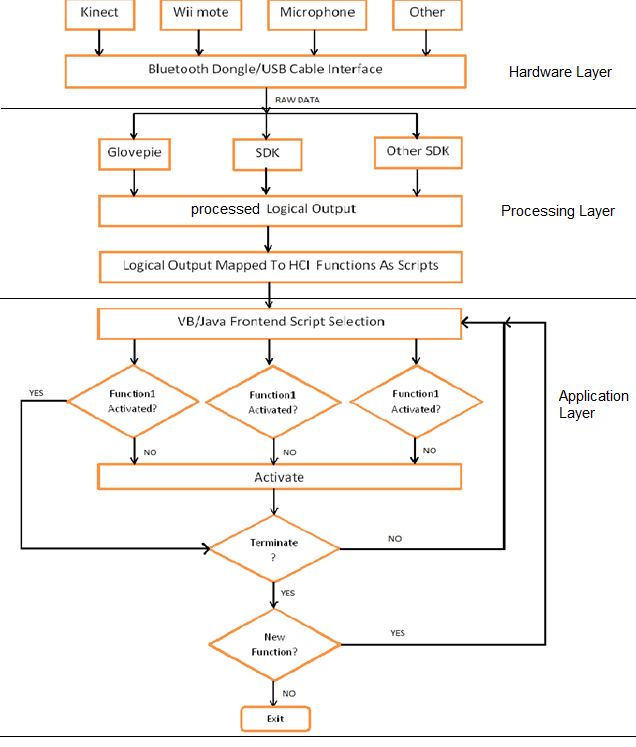 Kinect
Wii mote
Microphone
Other
Bluetooth Dongle/USB Cable Interface
Hardware Layer
RAW DATA
Glovepie
SDK
Other SDK
processed Logical Output
Processing Layer
Logical Output Mapped To HCI Functions As Scripts
VB/Java Frontend Script Selection
YES
Function1
Activated?
Function1
Activated?
Function1
Activated?
Application
Layer
NO
NO
NO
Activate
Terminate
?
NO
YES
New
Function?
YES
NO
Exit